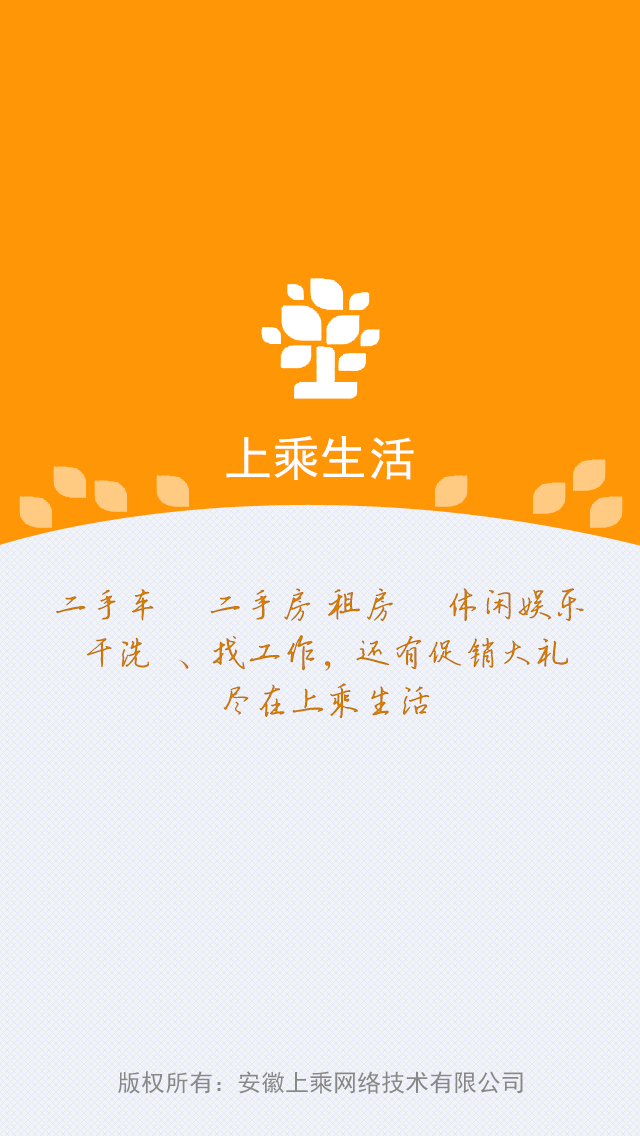 上乘生活
二手车 二手房 租房 休闲娱乐
干洗 、找工作，还有促销大礼
尽在上乘生活
版权所有：安徽上乘网络技术有限公司